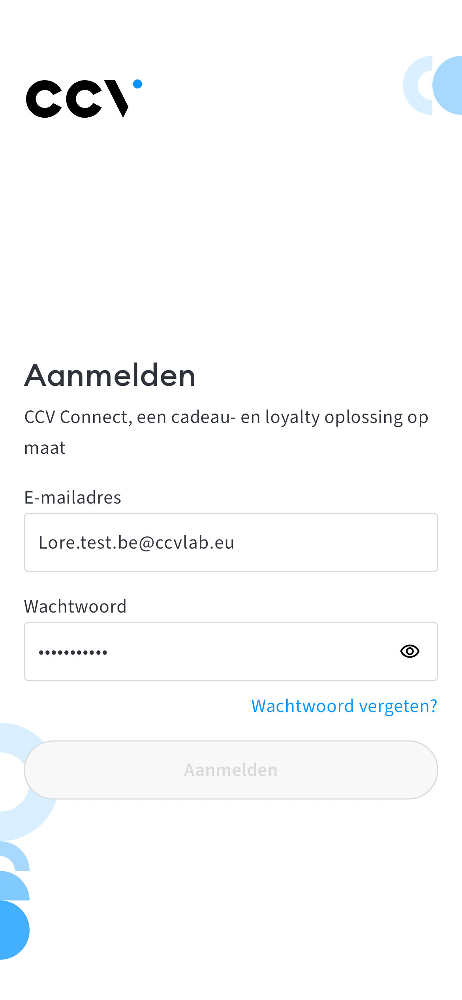 CCV
Aanmelden
CCV Connect, een cadeau- en loyalty oplossing op
maat
E-mailadres
Lore.test.be@ccvlab.eu
Wachtwoord
•••••••••••
Wachtwoord vergeten?
Aanmelden